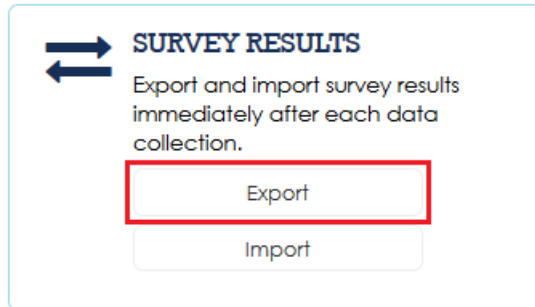 SURVEY RESULTS
Export and import survey results
immediately after each data
collection.
Export
Import